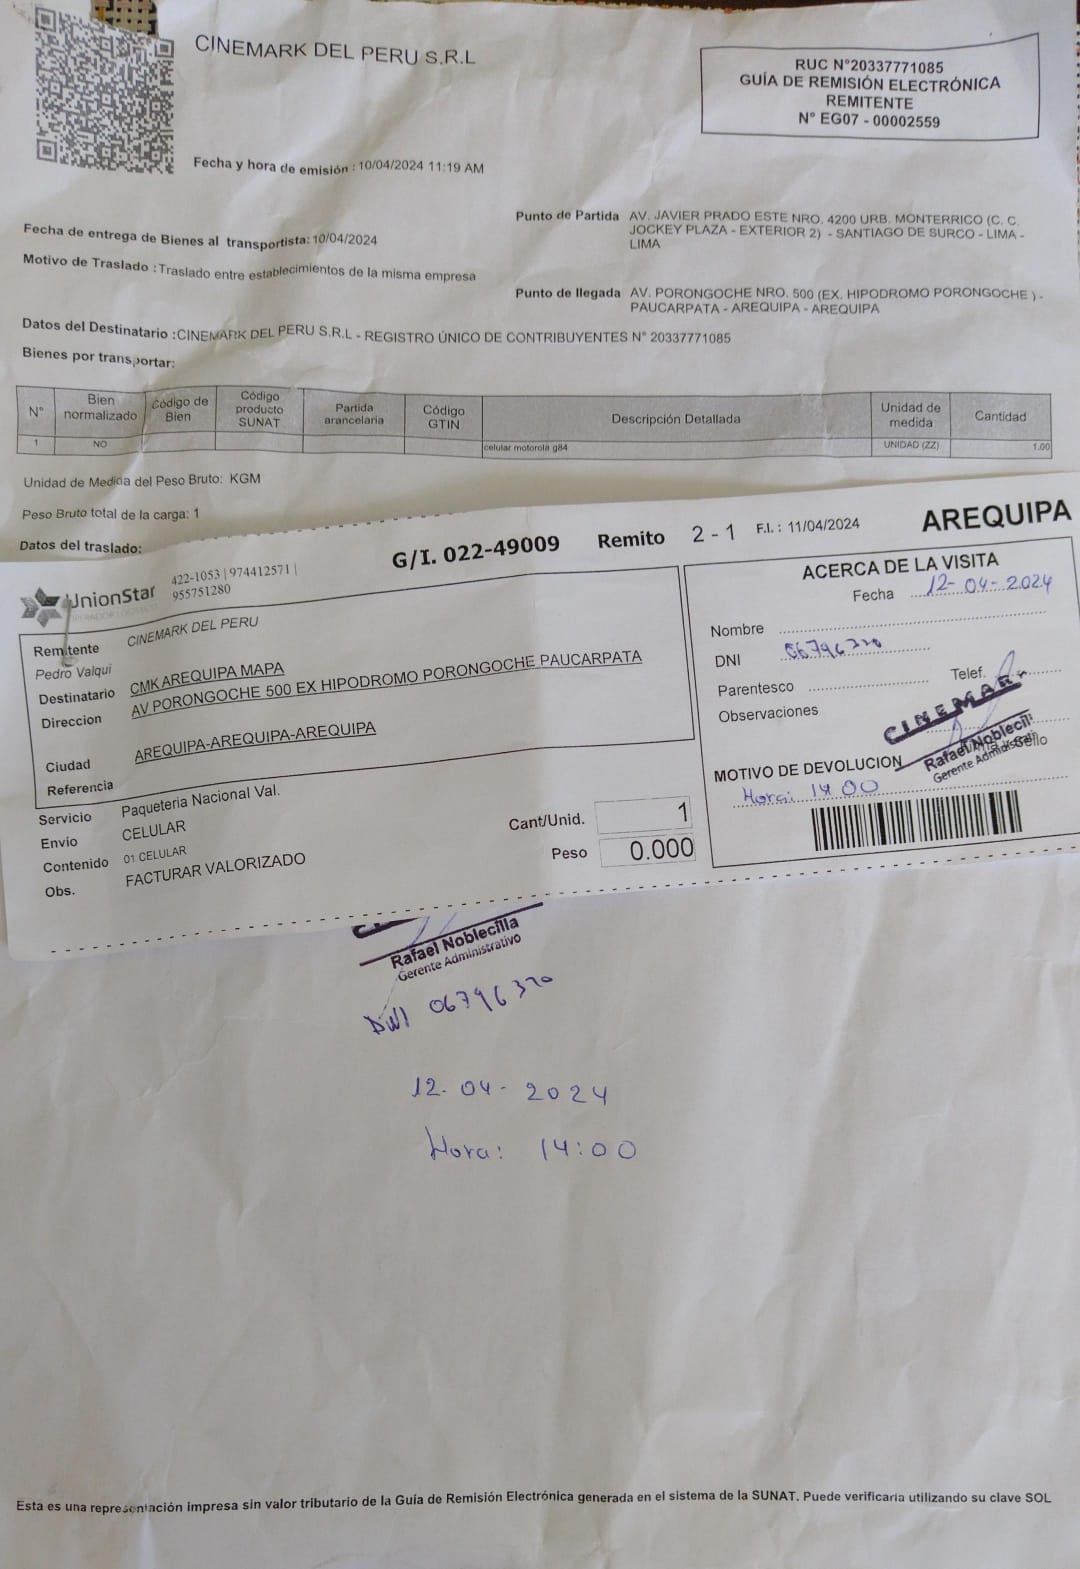 CINEMARK DEL PERU S.R.L
RUC N°20337771085
GUÍA DE REMISIÓN ELECTRÓNICA
REMITENTE
N° EG07 - 00002559
Fecha y hora de emisión : 10/04/2024 11:19 AM
Fecha de entrega de Bienes al transportista: 10/04/2024
Motivo de Traslado : Traslado entre establecimientos de la misma empresa
Punto de Partida AV. JAVIER PRADO ESTE NRO. 4200 URB. MONTERRICO (C. C.
JOCKEY PLAZA - EXTERIOR 2) - SANTIAGO DE SURCO - LIMA -
LIMA
Punto de llegada AV. PORONGOCHE NRO. 500 (EX. HIPODROMO PORONGOCHE ) -
PAUCARPATA - AREQUIPA - AREQUIPA
Datos del Destinatario :CINEMARK DEL PERU S.R.L - REGISTRO ÚNICO DE CONTRIBUYENTES N° 20337771085
Bienes por transportar:
N° Bien normalizado Código de Bien Código producto SUNAT Partida arancelaria Código GTIN Descripción Detallada Unidad de medida Cantidad
1 NO celular motorola g84 UNIDAD (ZZ) 1.00
Unidad de Medida del Peso Bruto: KGM
Peso Bruto total de la carga: 1
Datos del traslado:
UnionStar
422-1053 | 974412571 |
955751280
G/I. 022-49009 Remito 2 - 1 F.I. : 11/04/2024 AREQUIPA
Remitente CINEMARK DEL PERU
Pedro Valqui
Destinatario CMK AREQUIPA MAPA
Direccion AV PORONGOCHE 500 EX HIPODROMO PORONGOCHE PAUCARPATA
Ciudad AREQUIPA-AREQUIPA-AREQUIPA
Referencia
Servicio Paqueteria Nacional Val.
Envio CELULAR
Contenido 01 CELULAR
Obs. FACTURAR VALORIZADO
Cant/Unid. 1
Peso 0.000
ACERCA DE LA VISITA
Fecha 12-04-2024
Nombre
DNI 06796320
Parentesco Telef.
Observaciones
CINEMARK
Rafael Noblecilla
Gerente Administrativo
Sello
MOTIVO DE DEVOLUCION
Hora: 14 00
Rafael Noblecilla
Gerente Administrativo
DNI 06796320
12-04-2024
Hora: 14:00
Esta es una representación impresa sin valor tributario de la Guía de Remisión Electrónica generada en el sistema de la SUNAT. Puede verificarla utilizando su clave SOL